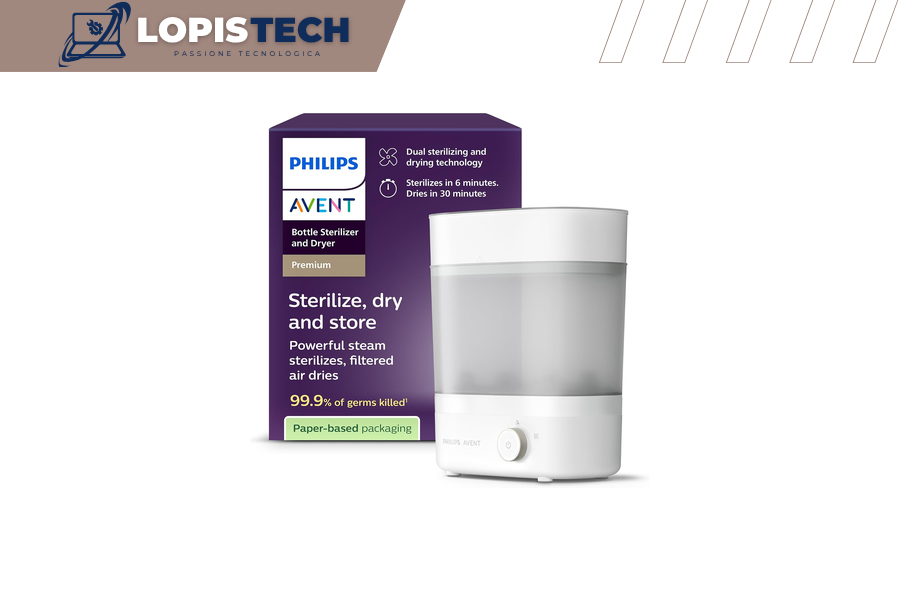 LOPISTECH
PASSIONE TECNOLOGICA
PHILIPS
AVENT
Bottle Sterilizer
and Dryer
Premium
Dual sterilizing and
drying technology
Sterilizes in 6 minutes.
Dries in 30 minutes
Sterilize, dry
and store
Powerful steam
sterilizes, filtered
air dries
99.9% of germs killed¹
Paper-based packaging
PHILIPS AVENT